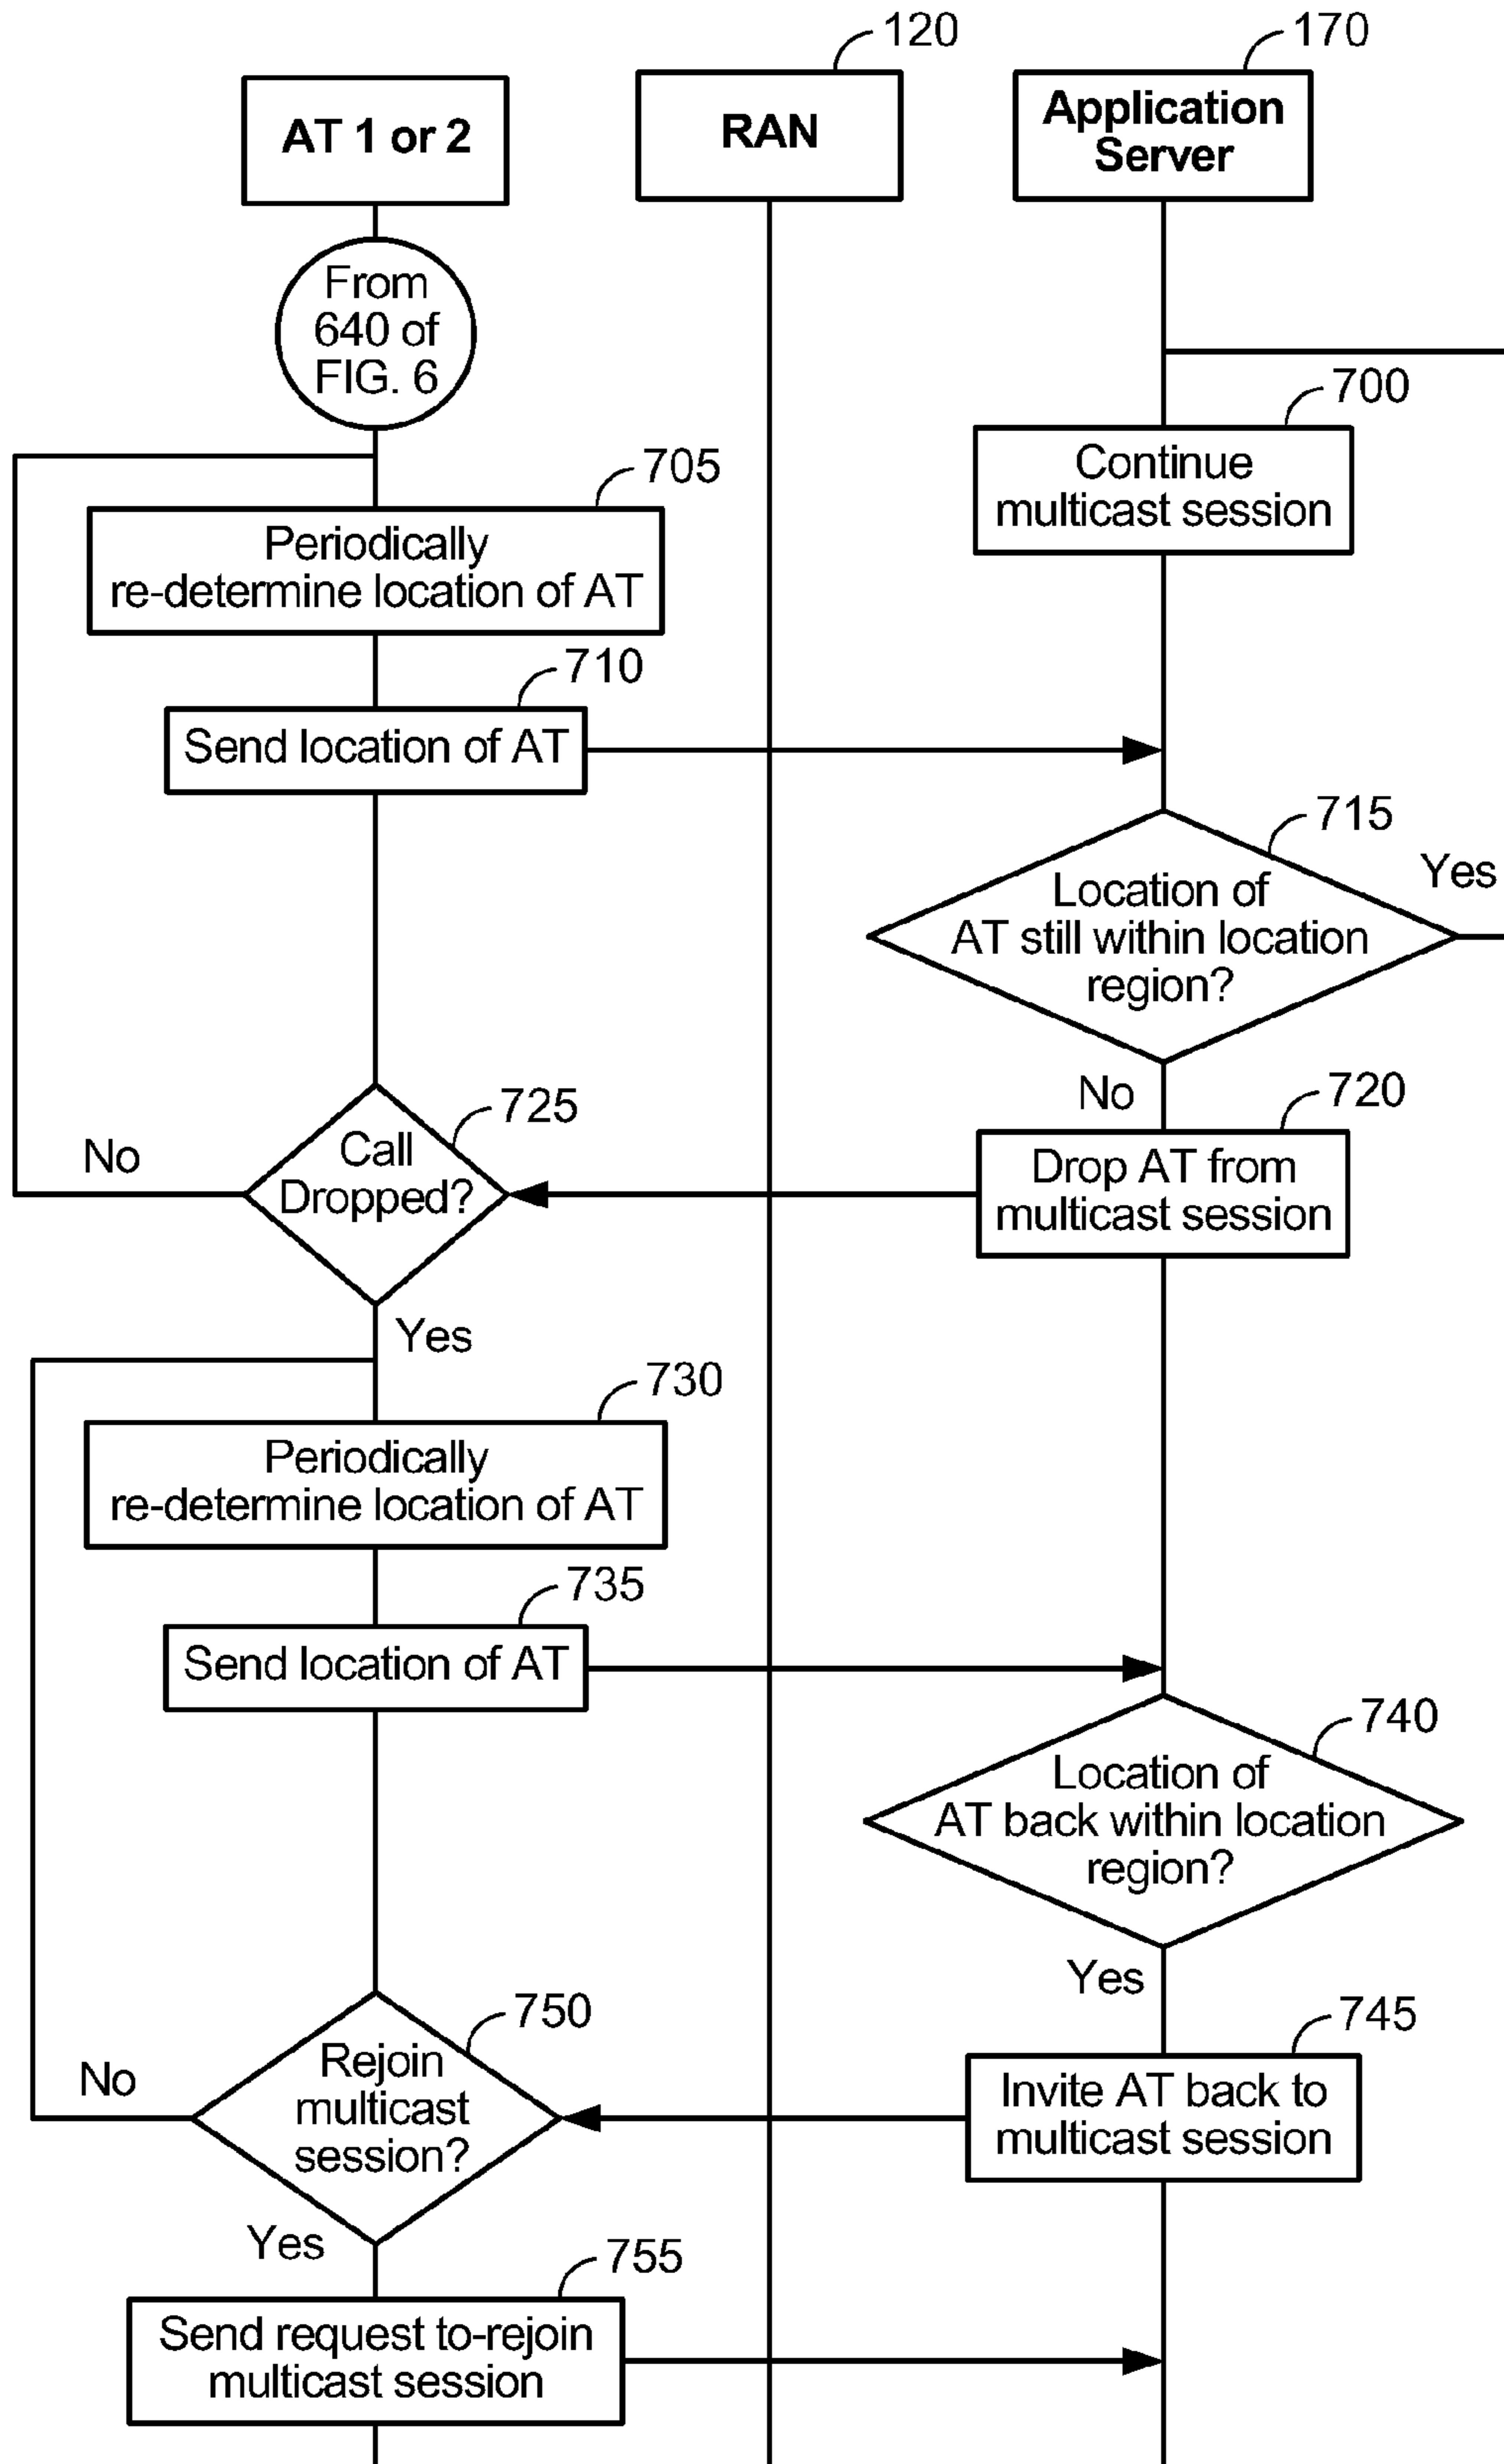 120
170
AT 1 or 2
RAN
Application
Server
From
640 of
FIG. 6
700
Continue
multicast session
705
Periodically
re-determine location of AT
710
Send location of AT
715
Location of
AT still within location
region?
Yes
No
720
Drop AT from
multicast session
725
Call
Dropped?
No
Yes
730
Periodically
re-determine location of AT
735
Send location of AT
740
Location of
AT back within location
region?
Yes
745
Invite AT back to
multicast session
750
Rejoin
multicast
session?
No
Yes
755
Send request to-rejoin
multicast session